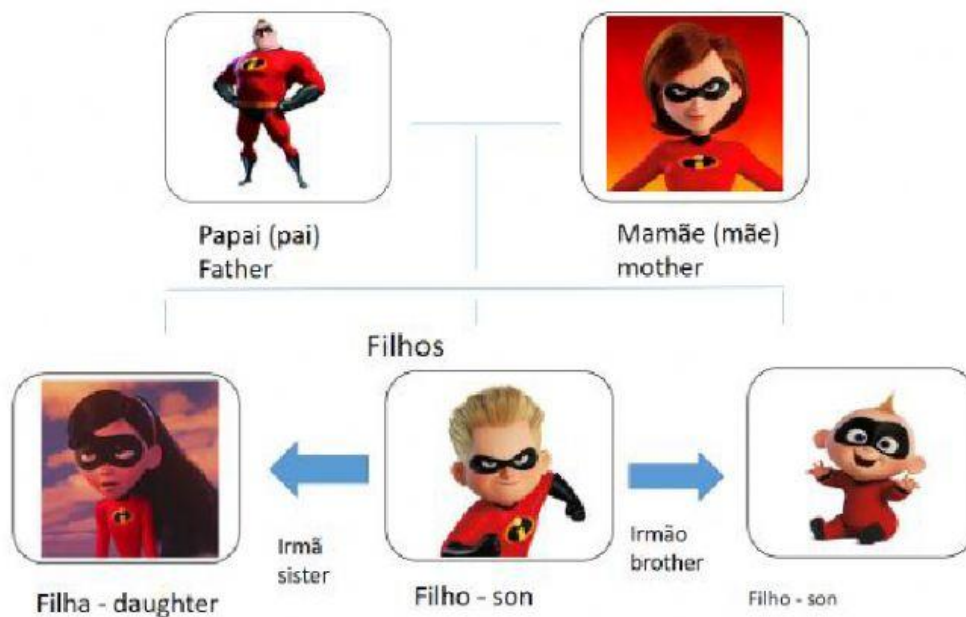 Papai (pai)
Father
Mamãe (mãe)
mother
Filhos
Irmã
sister
Irmão
brother
Filha - daughter
Filho - son
Filho - son